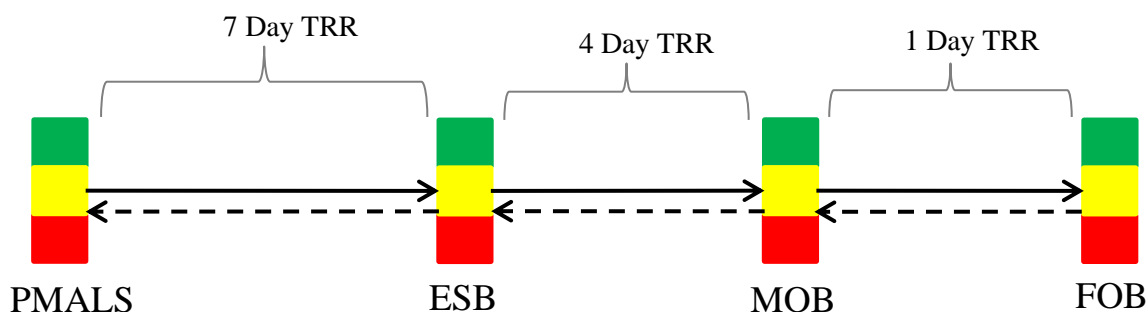 7 Day TRR
4 Day TRR
1 Day TRR
PMALS
ESB
MOB
FOB